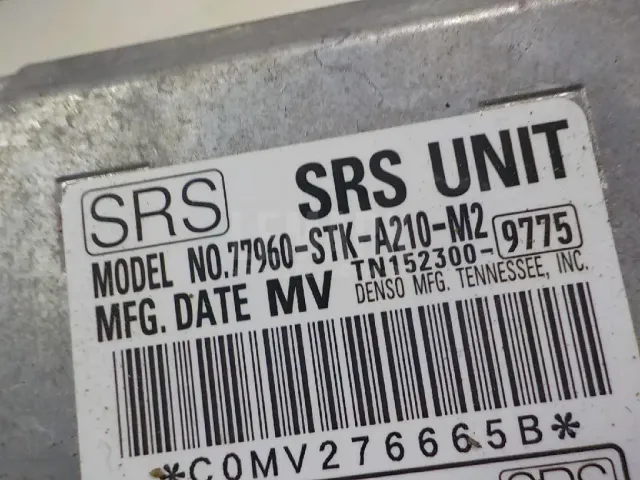 SRS SRS UNIT
MODEL NO.77960-STK-A210-M2
TN152300-9775
MFG. DATE MV DENSO MFG. TENNESSEE, INC.
*C0MV276665B*
SRS